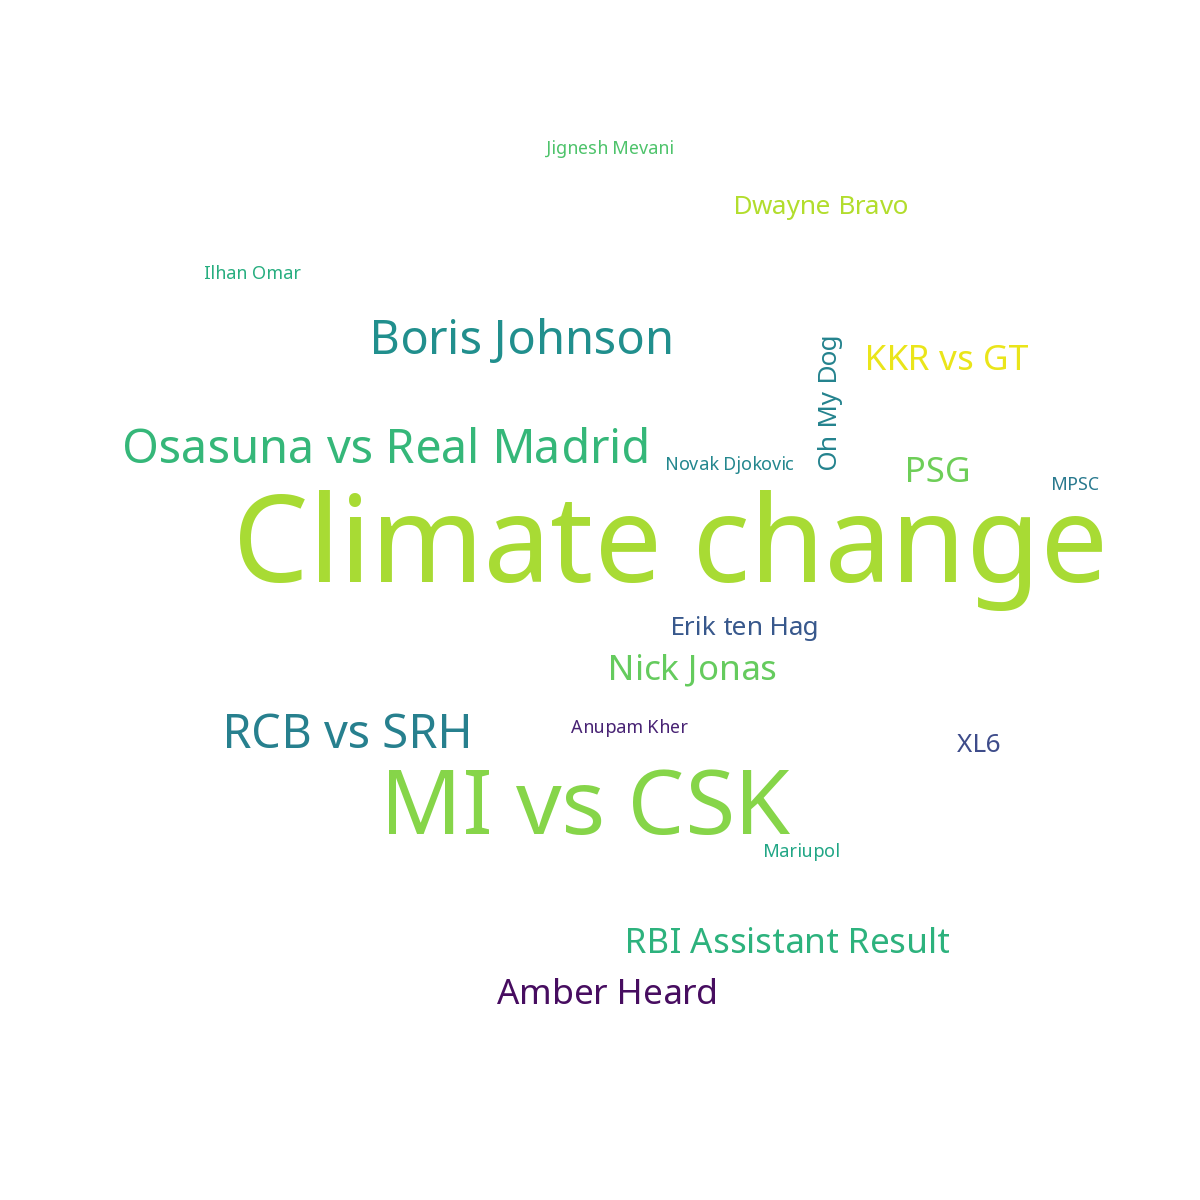 Jignesh Mevani
Dwayne Bravo
Ilhan Omar
Boris Johnson
Oh My Dog
KKR vs GT
Osasuna vs Real Madrid
Novak Djokovic
PSG
MPSC
Climate change
Erik ten Hag
Nick Jonas
RCB vs SRH
Anupam Kher
XL6
MI vs CSK
Mariupol
RBI Assistant Result
Amber Heard